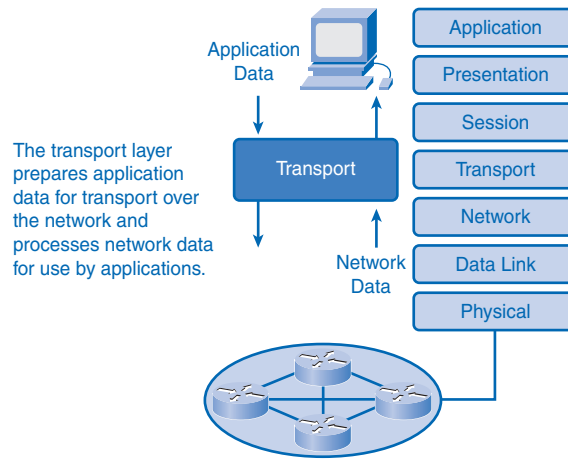 Application
Data
The transport layer
prepares application
data for transport over
the network and
processes network data
for use by applications.
Transport
Network
Data
Application
Presentation
Session
Transport
Network
Data Link
Physical